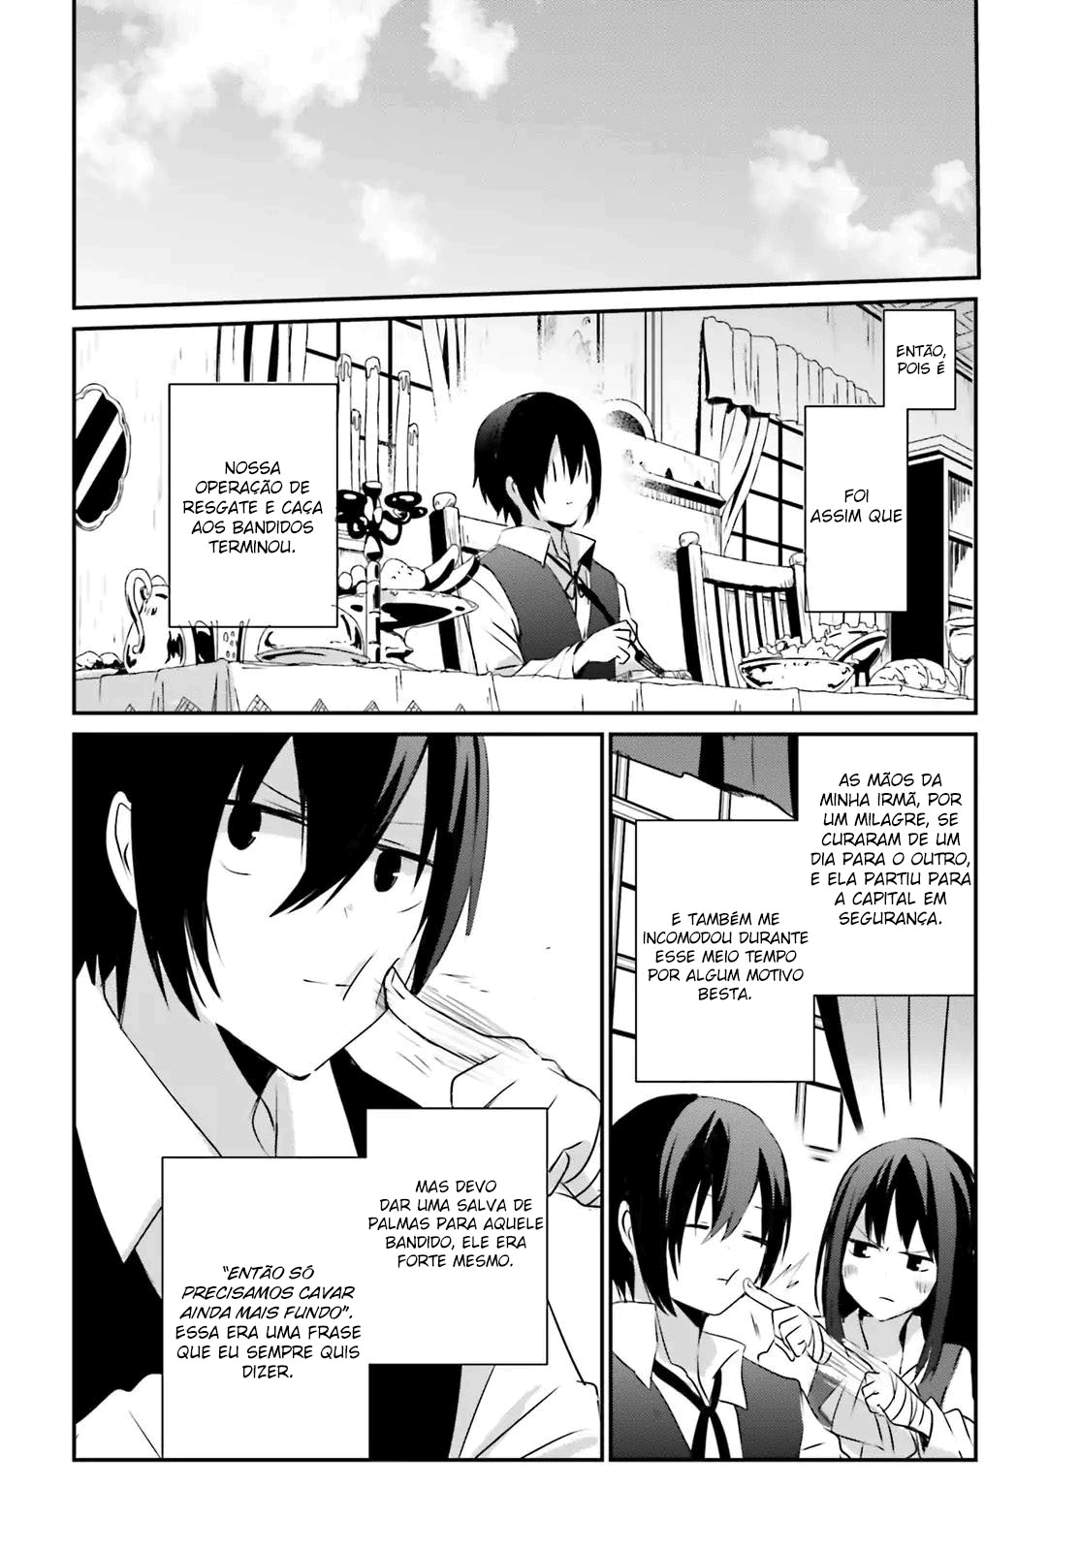 ENTÃO,
POIS É
FOI
ASSIM QUE
NOSSA
OPERAÇÃO DE
RESGATE E CAÇA
AOS BANDIDOS
TERMINOU.
AS MÃOS DA
MINHA IRMÃ, POR
UM MILAGRE, SE
CURARAM DE UM
DIA PARA O OUTRO,
E ELA PARTIU PARA
A CAPITAL EM
SEGURANÇA.
E TAMBÉM ME
INCOMODOU DURANTE
ESSE MEIO TEMPO
POR ALGUM MOTIVO
BESTA.
MAS DEVO
DAR UMA SALVA DE
PALMAS PARA AQUELE
BANDIDO, ELE ERA
FORTE MESMO.
"ENTÃO SÓ
PRECISAMOS CAVAR
AINDA MAIS FUNDO".
ESSA ERA UMA FRASE
QUE EU SEMPRE QUIS
DIZER.